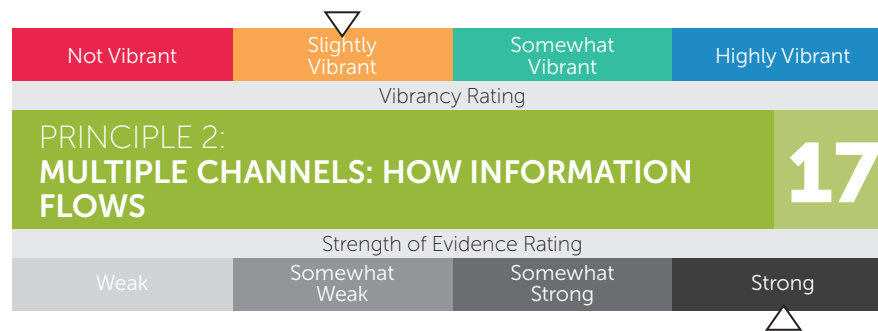 Not Vibrant
Slightly
Vibrant
Somewhat
Vibrant
Highly Vibrant
Vibrancy Rating
PRINCIPLE 2:
MULTIPLE CHANNELS: HOW INFORMATION
FLOWS
17
Strength of Evidence Rating
Weak
Somewhat
Weak
Somewhat
Strong
Strong